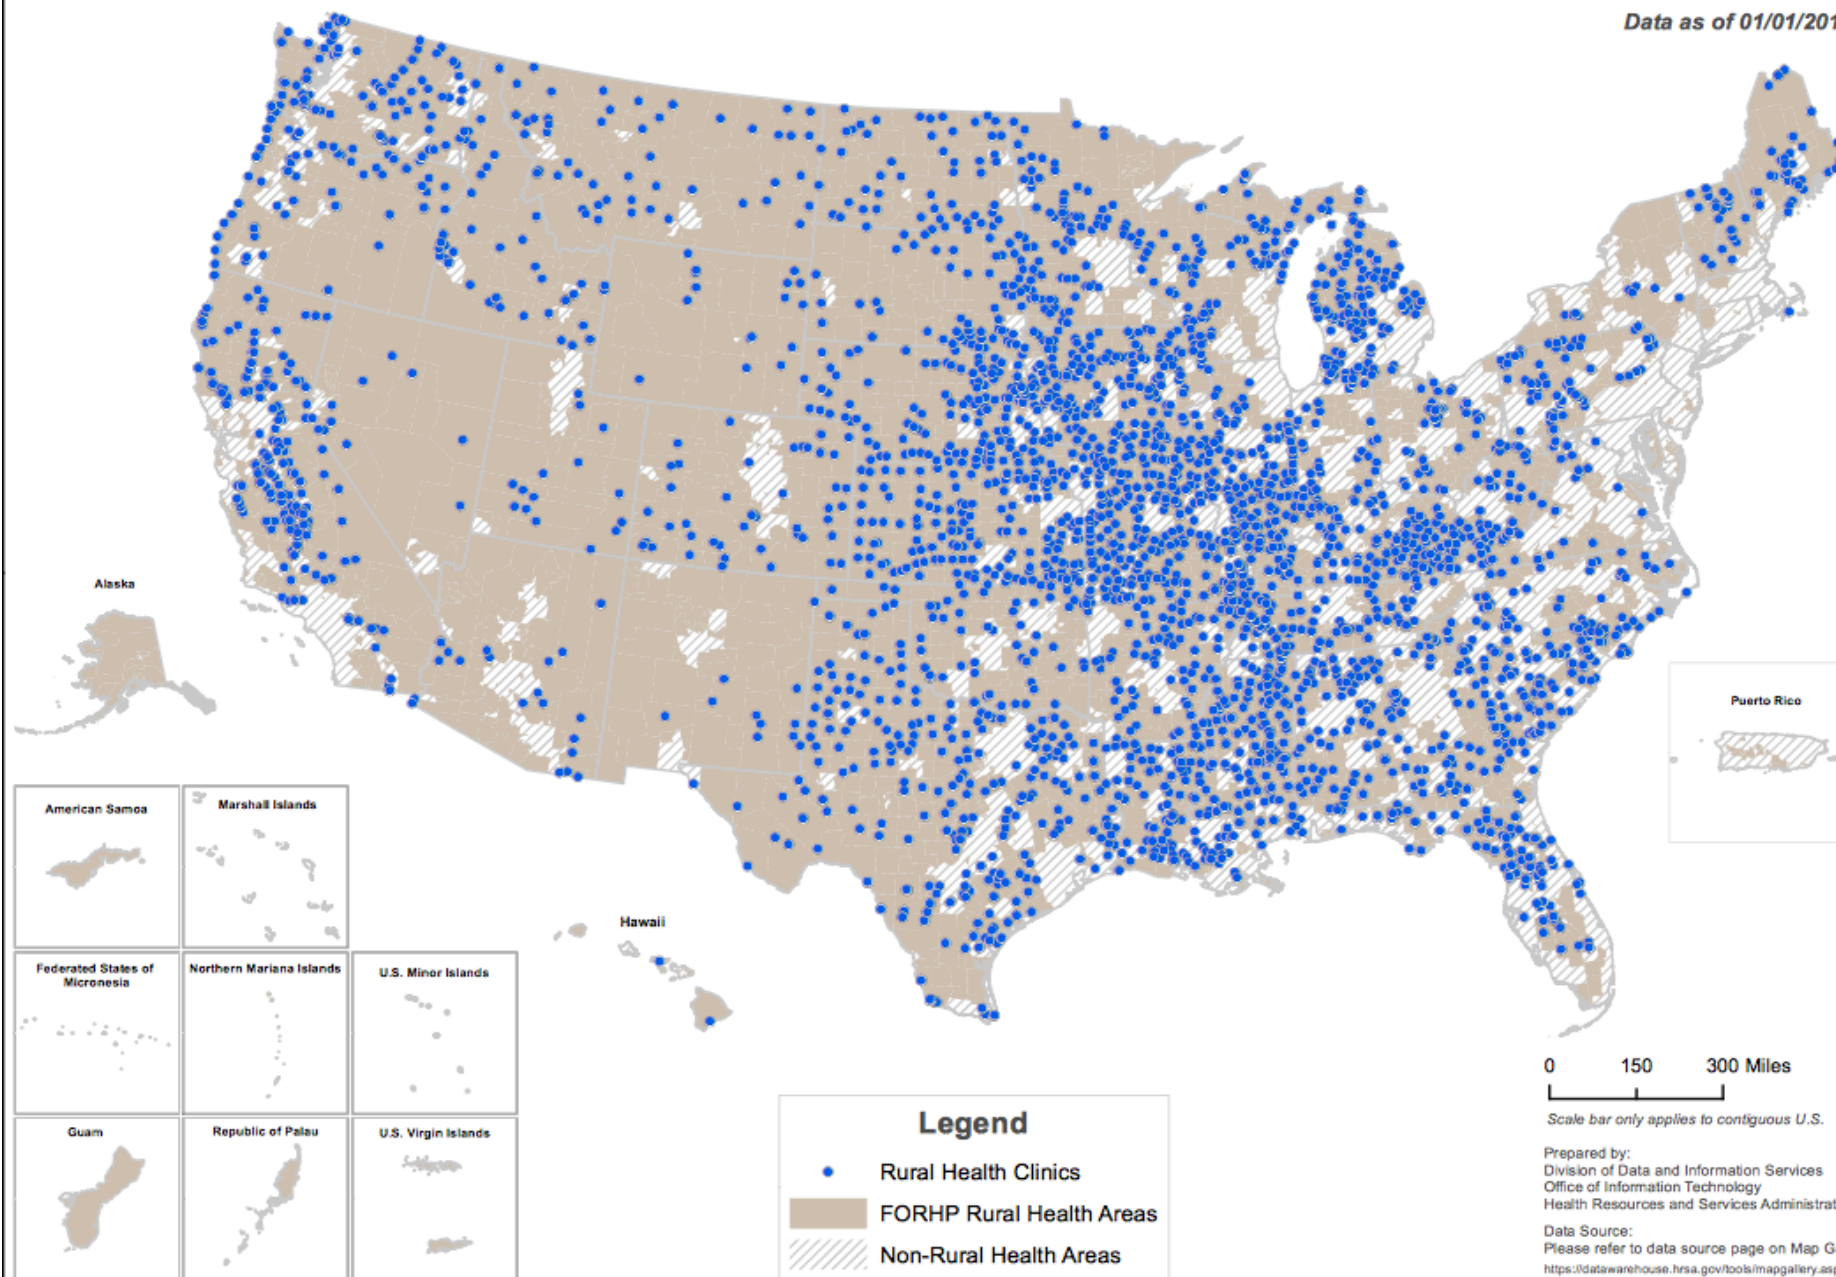 Data as of 01/01/201
Alaska
Puerto Rico
American Samoa
Marshall Islands
Hawaii
Federated States of
Micronesia
Northern Mariana Islands
U.S. Minor Islands
Guam
Republic of Palau
U.S. Virgin Islands
Legend
Rural Health Clinics
FORHP Rural Health Areas
Non-Rural Health Areas
0 150 300 Miles
Scale bar only applies to contiguous U.S.
Prepared by:
Division of Data and Information Services
Office of Information Technology
Health Resources and Services Administrat
Data Source:
Please refer to data source page on Map G
https://datawarehouse.hrsa.gov/tools/mapgallery.asp